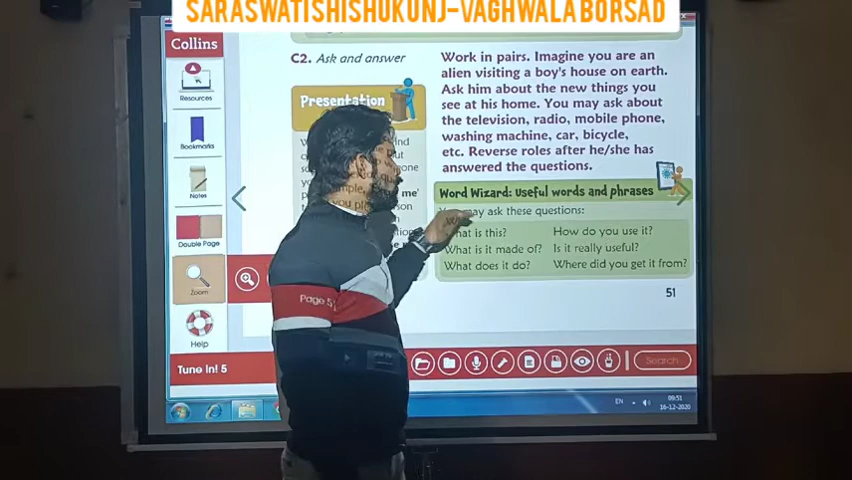 SARASWATISHISHUKUNJ-VAGHWALA BORSAD
Collins
Resources
Bookmarks
Notes
Double Page
Zoom
Help
Tune In! 5
C2. Ask and answer
Presentation
Work in pairs. Imagine you are an
alien visiting a boy's house on earth.
Ask him about the new things you
see at his home. You may ask about
the television, radio, mobile phone,
washing machine, car, bicycle,
etc. Reverse roles after he/she has
answered the questions.
Word Wizard: Useful words and phrases
may ask these questions:
is this?
How do you use it?
What is it made of?
Is it really useful?
What does it do?
Where did you get it from?
51
Page 51
Search
EN
09:51
16-12-2020